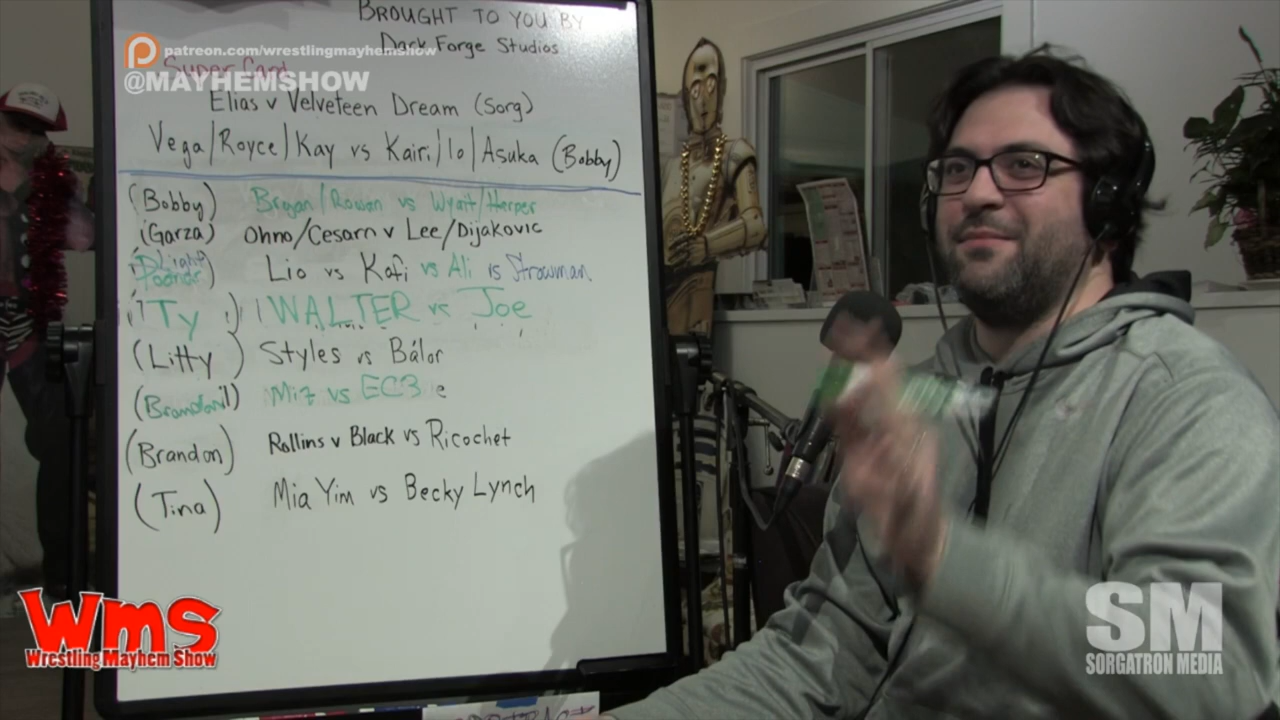 BROUGHT TO YOU BY
Dark Forge Studios
patreon.com/wrestlingmayhemshow
Super Card
@MAYHEMSHOW
Elias v Velveteen Dream (Sorg)
Vega/Royce/Kay vs Kairi/Io/Asuka (Bobby)
(Bobby) Bryan/Rowan vs Wyatt/Harper
(Garza) Ohno/Cesaro v Lee/Dijakovic
Lio vs Kofi vs Ali vs Strowman
(Ty) WALTER vs Joe
(Litty) Styles vs Bálor
Miz vs EC3
(Brandon) Rollins v Black vs Ricochet
(Tina) Mia Yim vs Becky Lynch
WMS
Wrestling Mayhem Show
SM
SORGATRON MEDIA